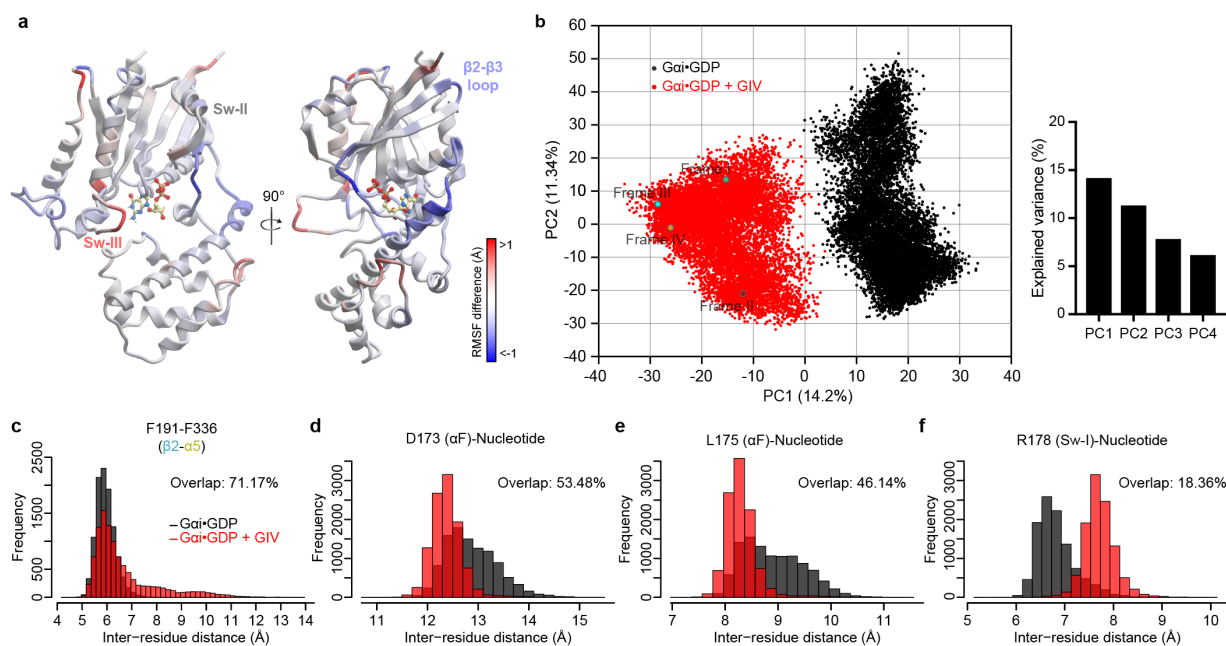 a
β2-β3
loop
Sw-II
90°
Sw-III
>1
RMSF difference (Å)
<-1
b
60
50
40
30
20
10
0
-10
-20
-30
-40
PC2 (11.34%)
Gαi•GDP
Gαi•GDP + GIV
Frame III
Frame IV
Frame II
-40
-30
-20
-10
0
10
20
30
40
PC1 (14.2%)
20
15
10
5
0
Explained variance (%)
PC1
PC2
PC3
PC4
c
F191-F336
(β2-α5)
Overlap: 71.17%
Gαi•GDP
Gαi•GDP + GIV
Frequency
2500
1500
500
0
4 5 6 7 8 9 10 11 12 13 14
Inter−residue distance (Å)
d
D173 (αF)-Nucleotide
Overlap: 53.48%
Frequency
3000
2000
1000
0
11 12 13 14 15
Inter−residue distance (Å)
e
L175 (αF)-Nucleotide
Overlap: 46.14%
Frequency
3000
2000
1000
0
7 8 9 10 11
Inter−residue distance (Å)
f
R178 (Sw-I)-Nucleotide
Overlap: 18.36%
Frequency
3000
2000
1000
0
5 6 7 8 9 10
Inter−residue distance (Å)